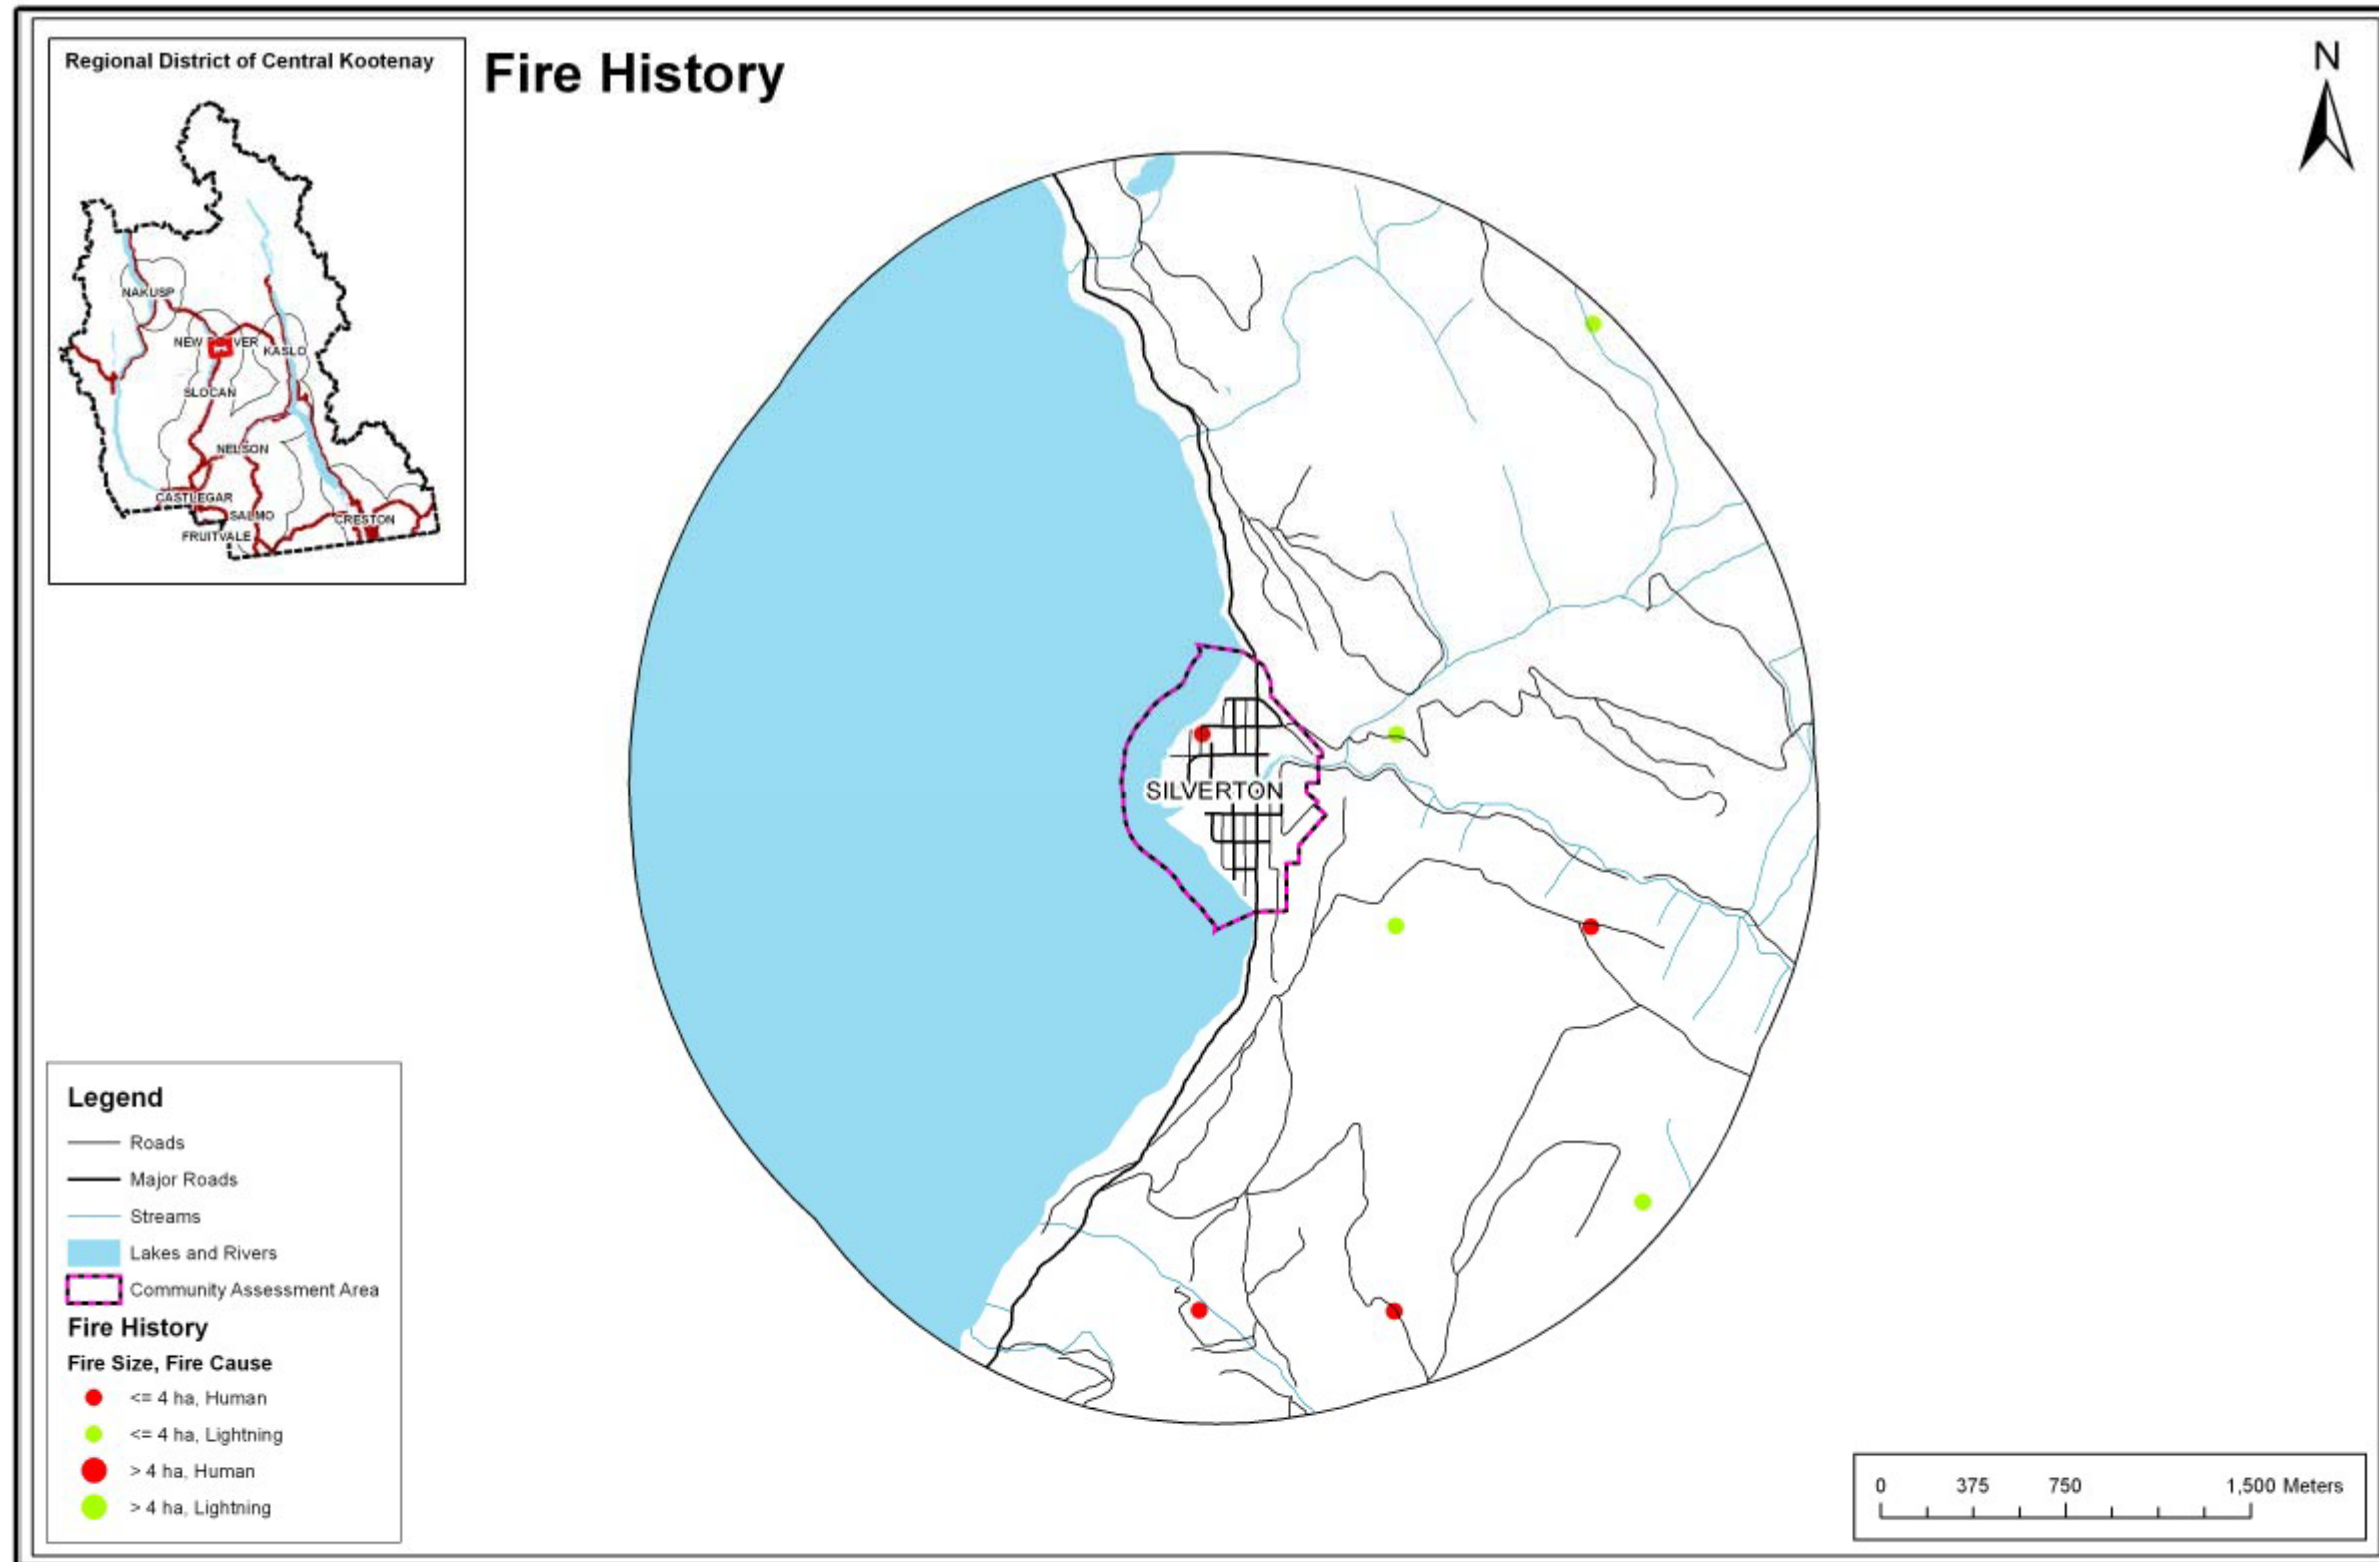 Regional District of Central Kootenay
NAKUSP
KASLO
SLOCAN
NELSON
CASTLEGAR
SALMO
CRESTON
FRUITVALE
Fire History
N
SILVERTON
Legend
Roads
Major Roads
Streams
Lakes and Rivers
Community Assessment Area
Fire History
Fire Size, Fire Cause
<= 4 ha, Human
<= 4 ha, Lightning
> 4 ha, Human
> 4 ha, Lightning
0 375 750 1,500 Meters